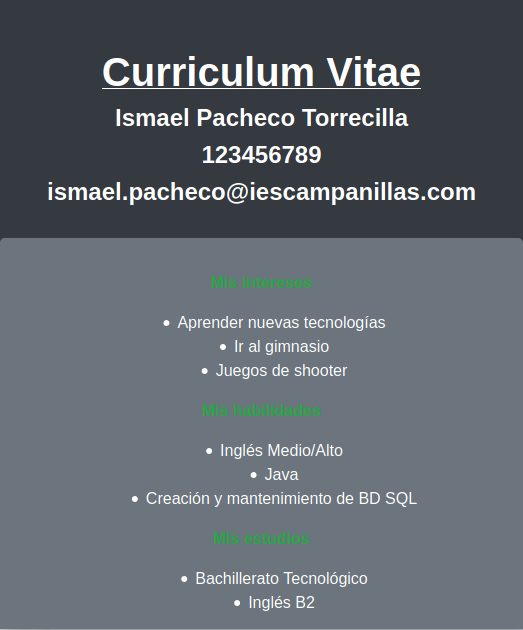 Curriculum Vitae
Ismael Pacheco Torrecilla
123456789
ismael.pacheco@iescampanillas.com
Mis intereses
• Aprender nuevas tecnologías
• Ir al gimnasio
• Juegos de shooter
Mis habilidades
• Inglés Medio/Alto
• Java
• Creación y mantenimiento de BD SQL
Mis estudios
• Bachillerato Tecnológico
• Inglés B2